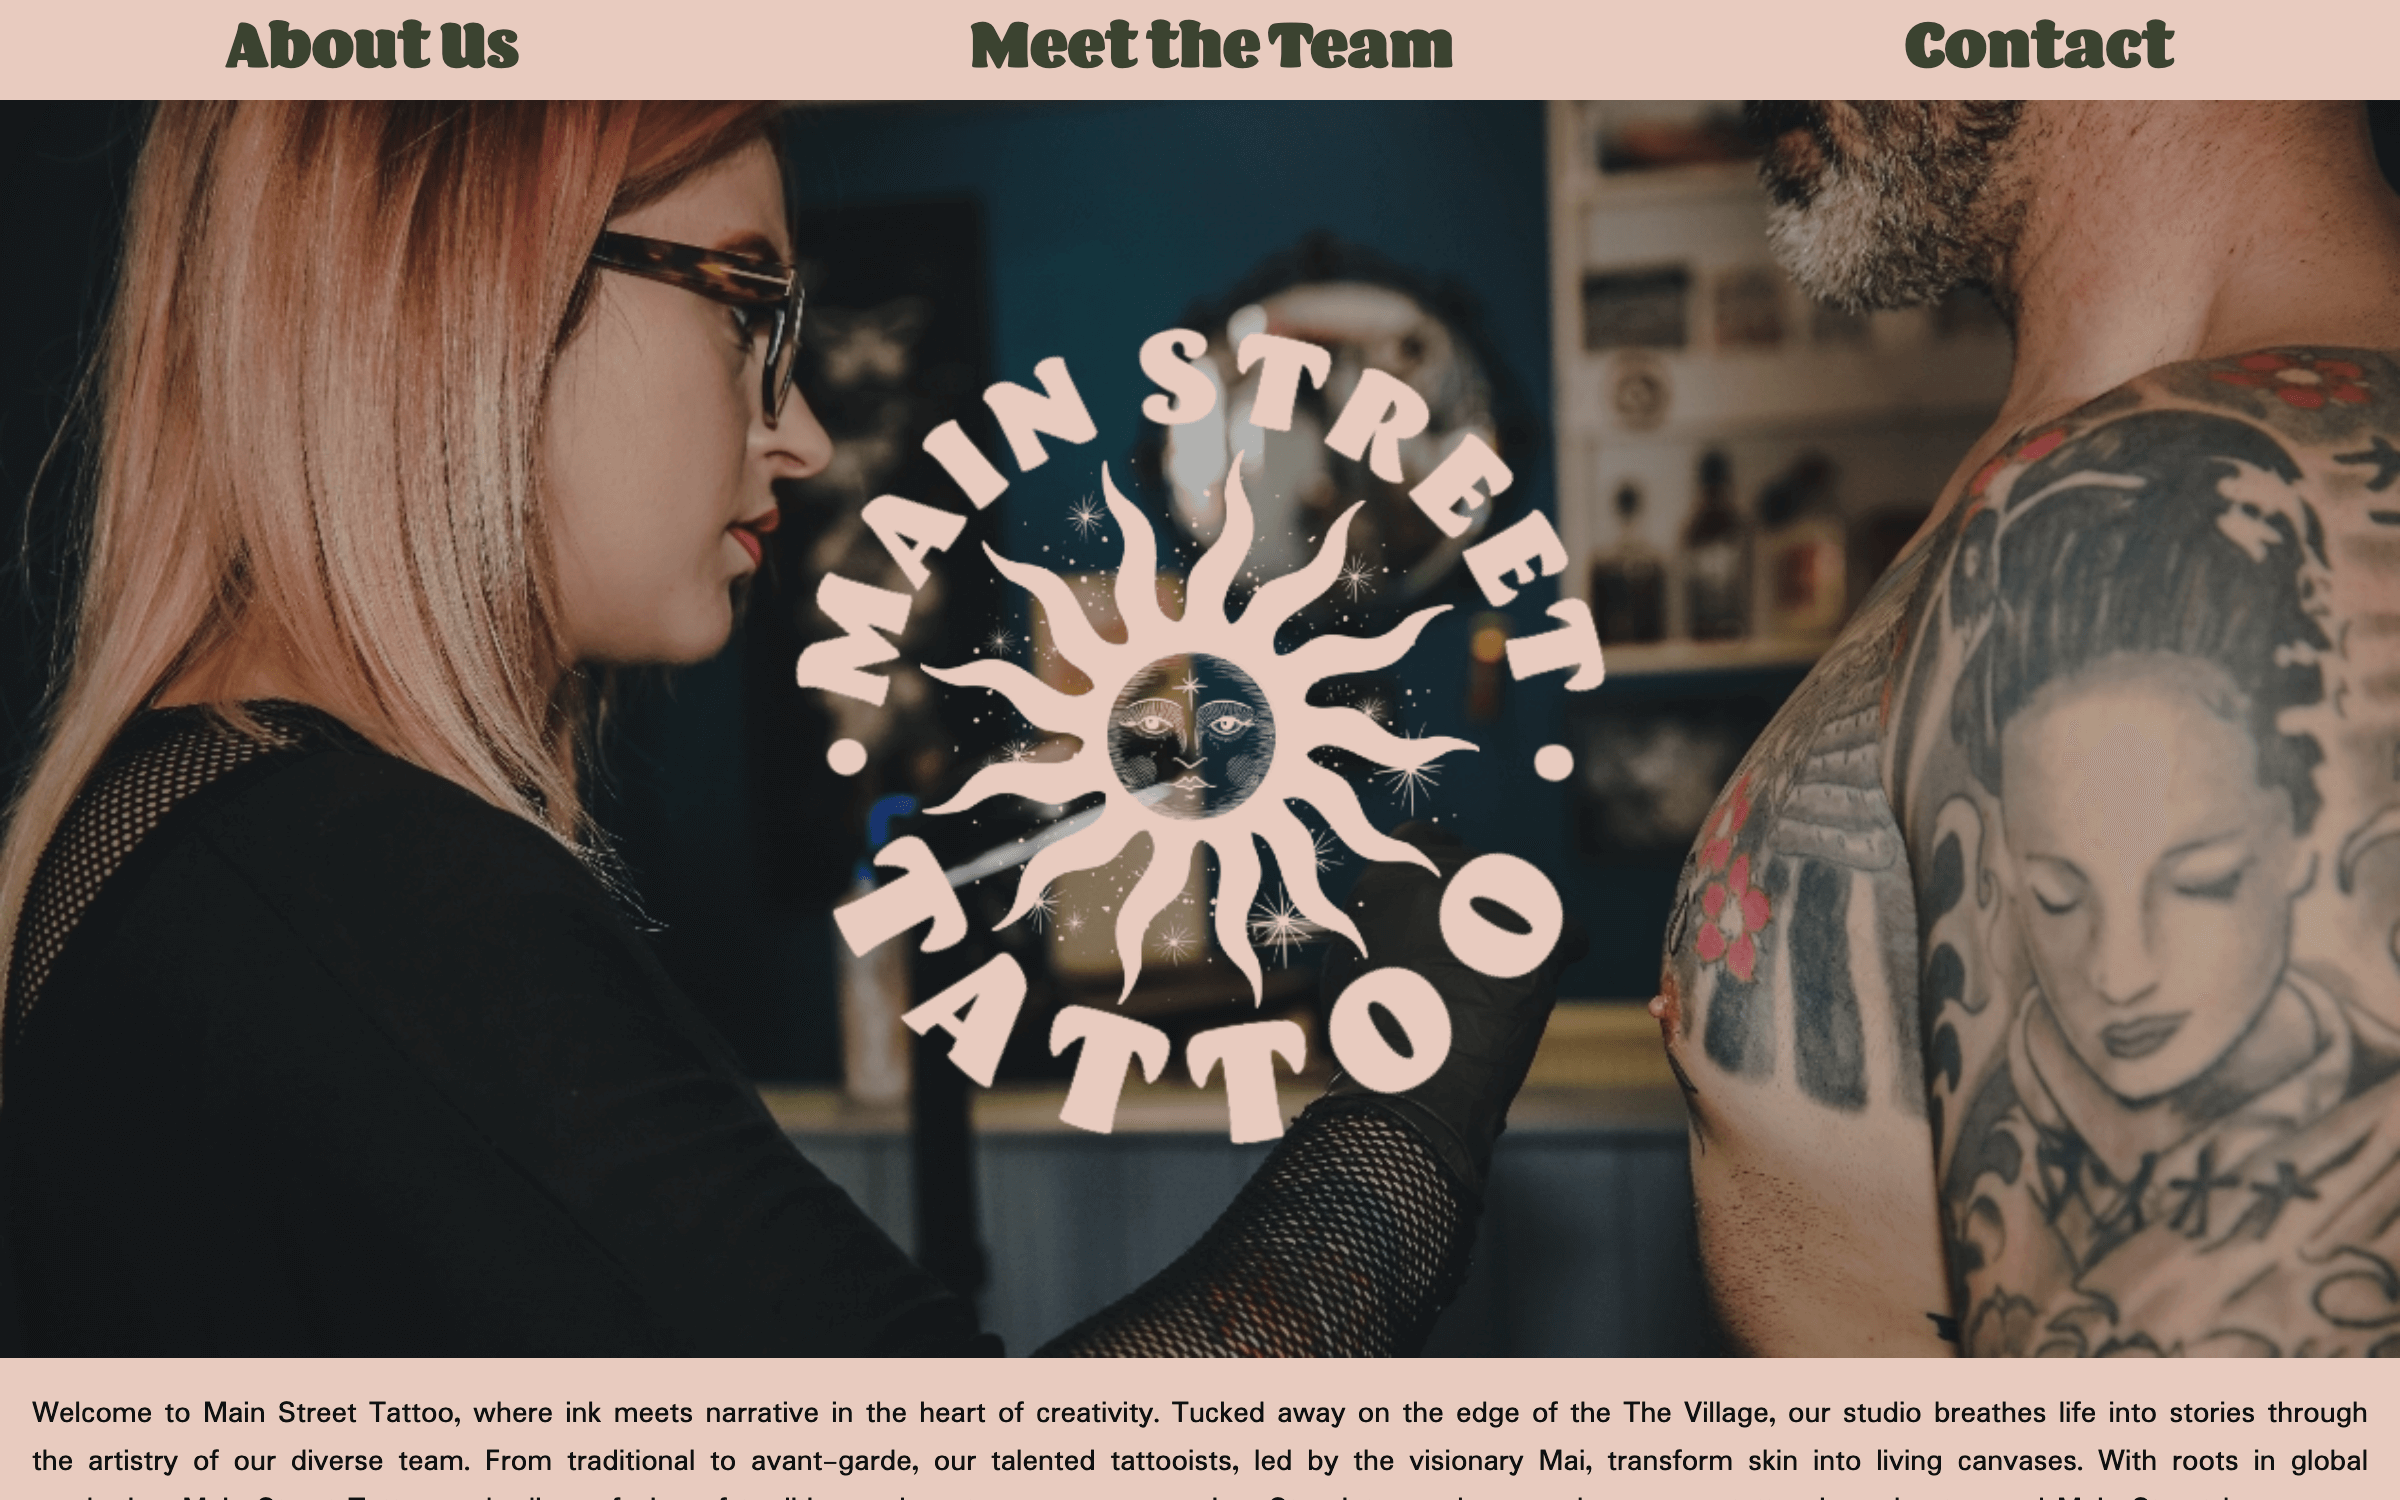 About Us
Meet the Team
Contact
MAIN STREET
TATTOO
Welcome to Main Street Tattoo, where ink meets narrative in the heart of creativity. Tucked away on the edge of the The Village, our studio breathes life into stories through
the artistry of our diverse team. From traditional to avant-garde, our talented tattooists, led by the visionary Mai, transform skin into living canvases. With roots in global